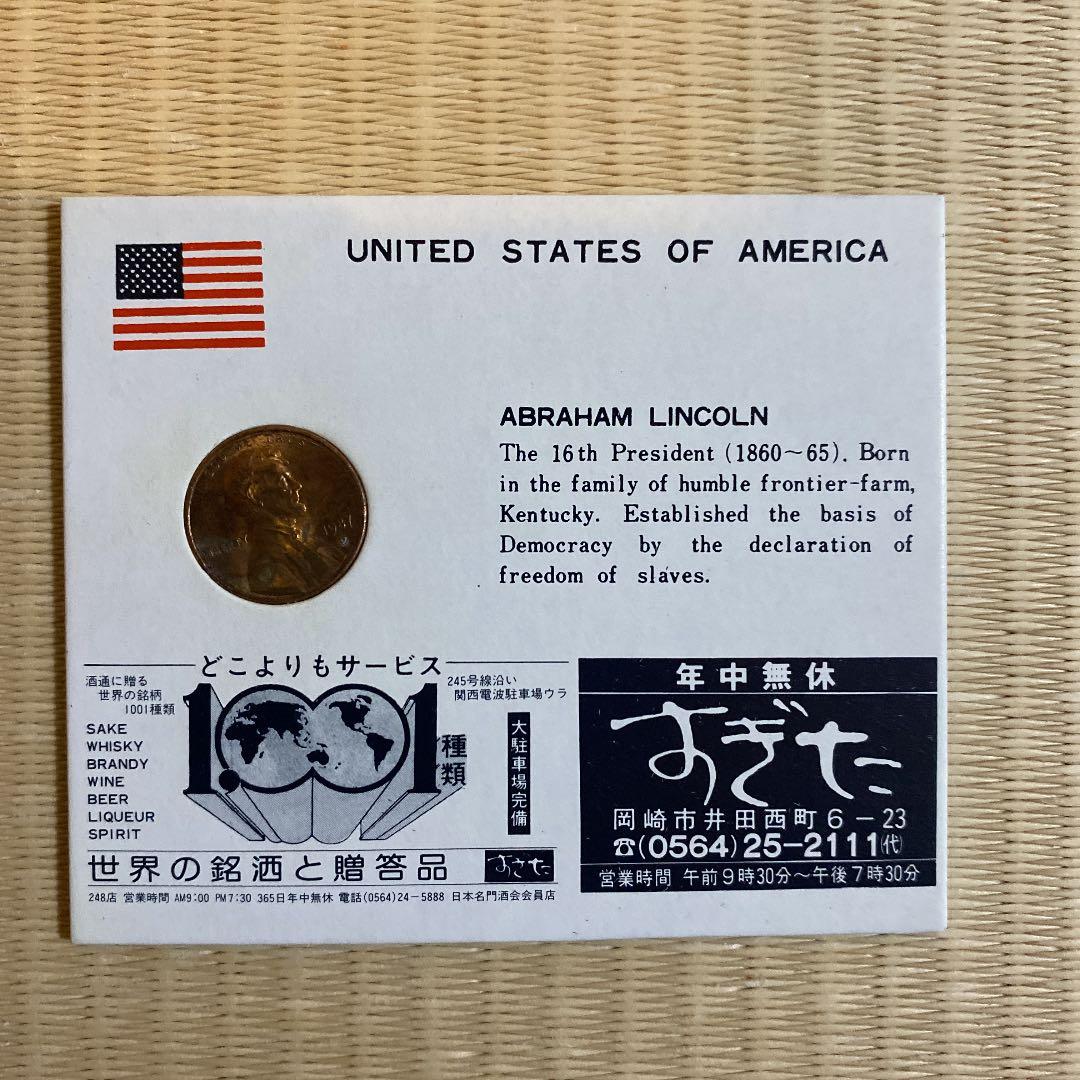 UNITED STATES OF AMERICA
ABRAHAM LINCOLN
The 16th President (1860~65). Born
in the family of humble frontier-farm,
Kentucky. Established the basis of
Democracy by the declaration of
freedom of slaves.
どこよりもサービス
酒通に贈る
世界の銘柄
1001種類
245号線沿い
関西電波駐車場ウラ
SAKE
WHISKY
BRANDY
WINE
BEER
LIQUEUR
SPIRIT
1.001
種類
大駐車場完備
世界の銘酒と贈答品
すぎた
248店 営業時間 AM9:00 PM7:30 365日年中無休 電話(0564)24-5888 日本名門酒会会員店
年中無休
すぎた
岡崎市井田西町6-23
☎(0564)25-2111(代)
営業時間 午前9時30分~午後7時30分